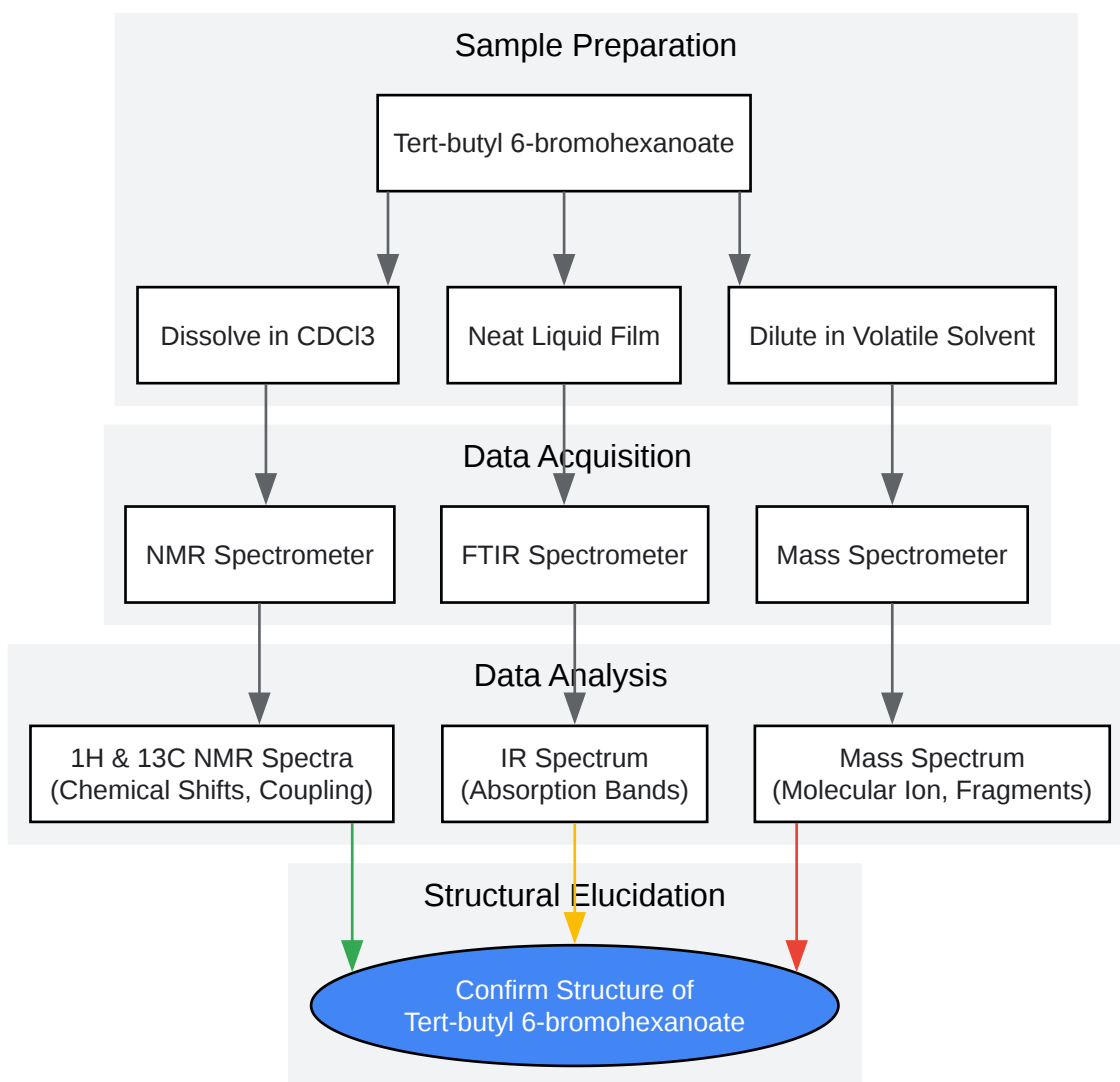 Sample Preparation
Tert-butyl 6-bromohexanoate
Dissolve in CDCl3
Neat Liquid Film
Dilute in Volatile Solvent
Data Acquisition
NMR Spectrometer
FTIR Spectrometer
Mass Spectrometer
Data Analysis
1H & 13C NMR Spectra
(Chemical Shifts, Coupling)
IR Spectrum
(Absorption Bands)
Mass Spectrum
(Molecular Ion, Fragments)
Structural Elucidation
Confirm Structure of
Tert-butyl 6-bromohexanoate